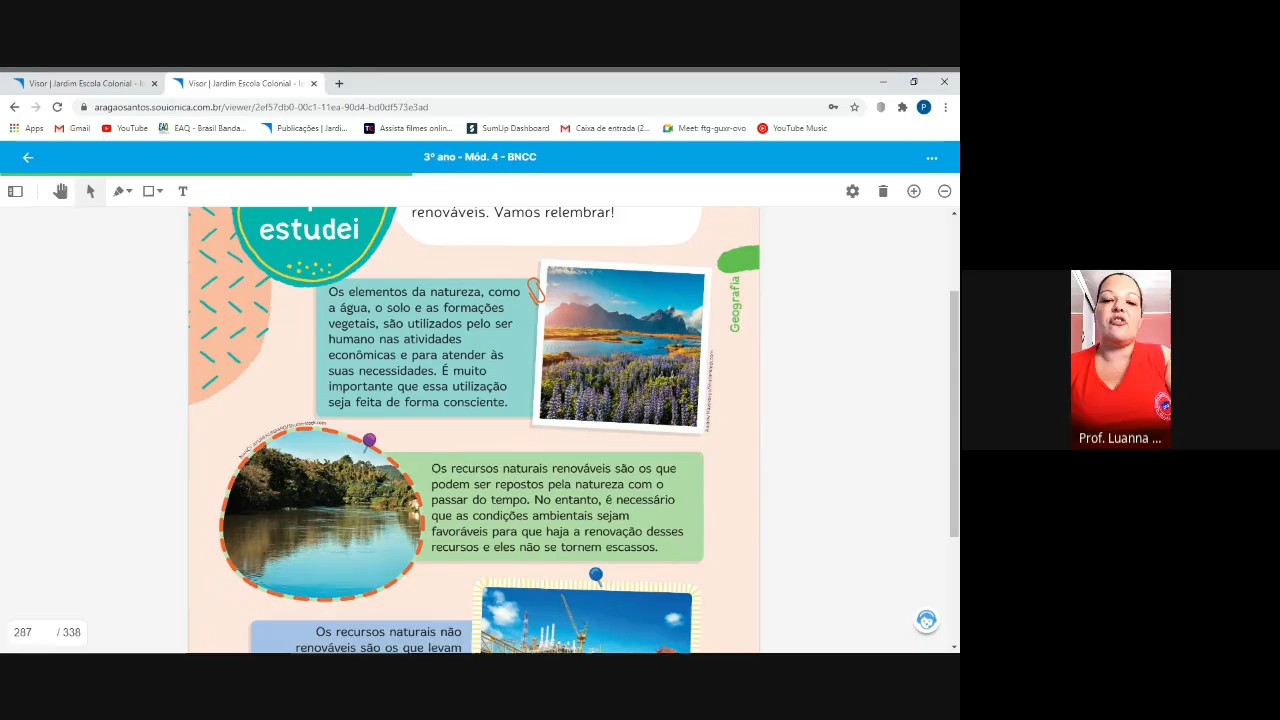 Visor | Jardim Escola Colonial - Ic
Visor | Jardim Escola Colonial - Ic
aragaosantos.souionica.com.br/viewer/2ef57db0-00c1-11ea-90d4-bd0df573e3ad
P
Apps
Gmail
YouTube
EAQ - Brasil Banda...
Publicações | Jardi...
Assista filmes onlin...
SumUp Dashboard
Caixa de entrada (2...
Meet: ftg-guxr-ovo
YouTube Music
3º ano - Mód. 4 - BNCC
T
estudei
renováveis. Vamos relembrar!
Geografia
Os elementos da natureza, como
a água, o solo e as formações
vegetais, são utilizados pelo ser
humano nas atividades
econômicas e para atender às
suas necessidades. É muito
importante que essa utilização
seja feita de forma consciente.
Os recursos naturais renováveis são os que
podem ser repostos pela natureza com o
passar do tempo. No entanto, é necessário
que as condições ambientais sejam
favoráveis para que haja a renovação desses
recursos e eles não se tornem escassos.
Os recursos naturais não
renováveis são os que levam
287 / 338
Prof. Luanna ...